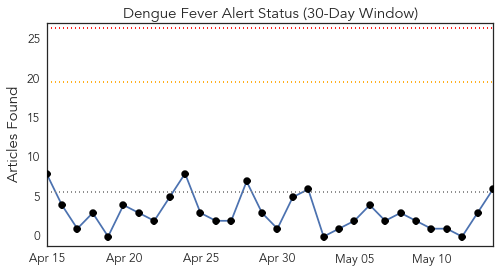 Dengue Fever Alert Status (30-Day Window)
25
20
15
10
5
0
Articles Found
Apr 15 Apr 20 Apr 25 Apr 30 May 05 May 10